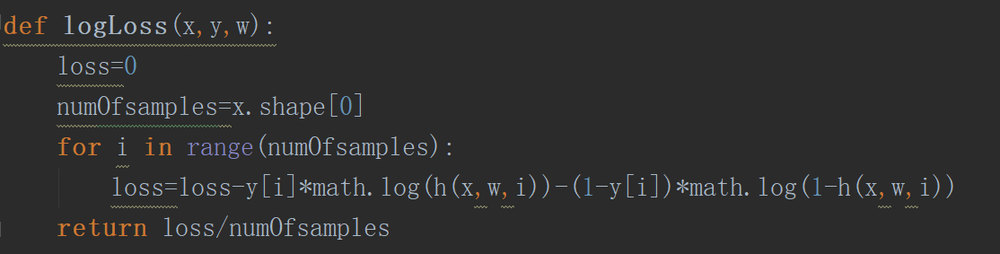 def logLoss(x,y,w):
    loss=0
    numOfsamples=x.shape[0]
    for i in range(numOfsamples):
        loss=loss-y[i]*math.log(h(x,w,i))-(1-y[i])*math.log(1-h(x,w,i))
    return loss/numOfsamples